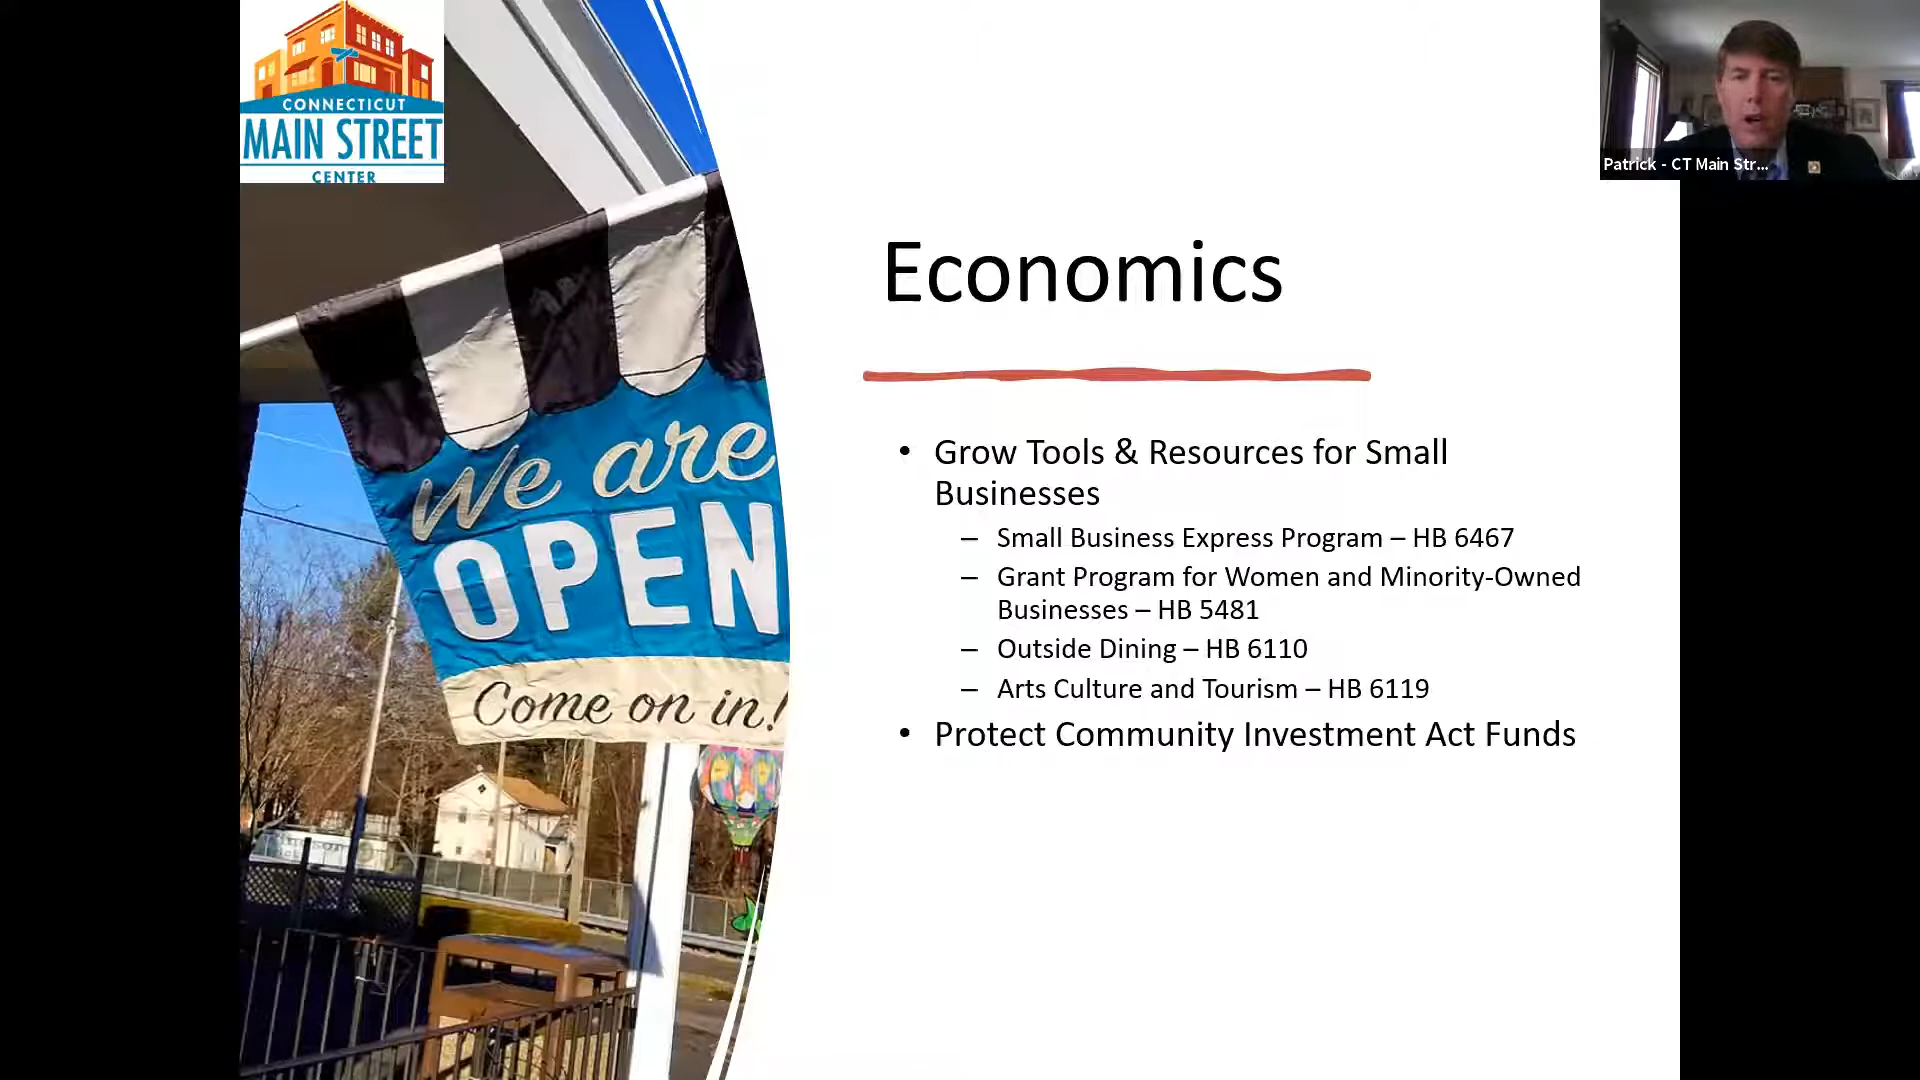 CONNECTICUT
MAIN STREET
CENTER
Patrick - CT Main Str...
We are
OPEN
Come on in!
Economics
• Grow Tools & Resources for Small
Businesses
– Small Business Express Program – HB 6467
– Grant Program for Women and Minority-Owned
Businesses – HB 5481
– Outside Dining – HB 6110
– Arts Culture and Tourism – HB 6119
• Protect Community Investment Act Funds